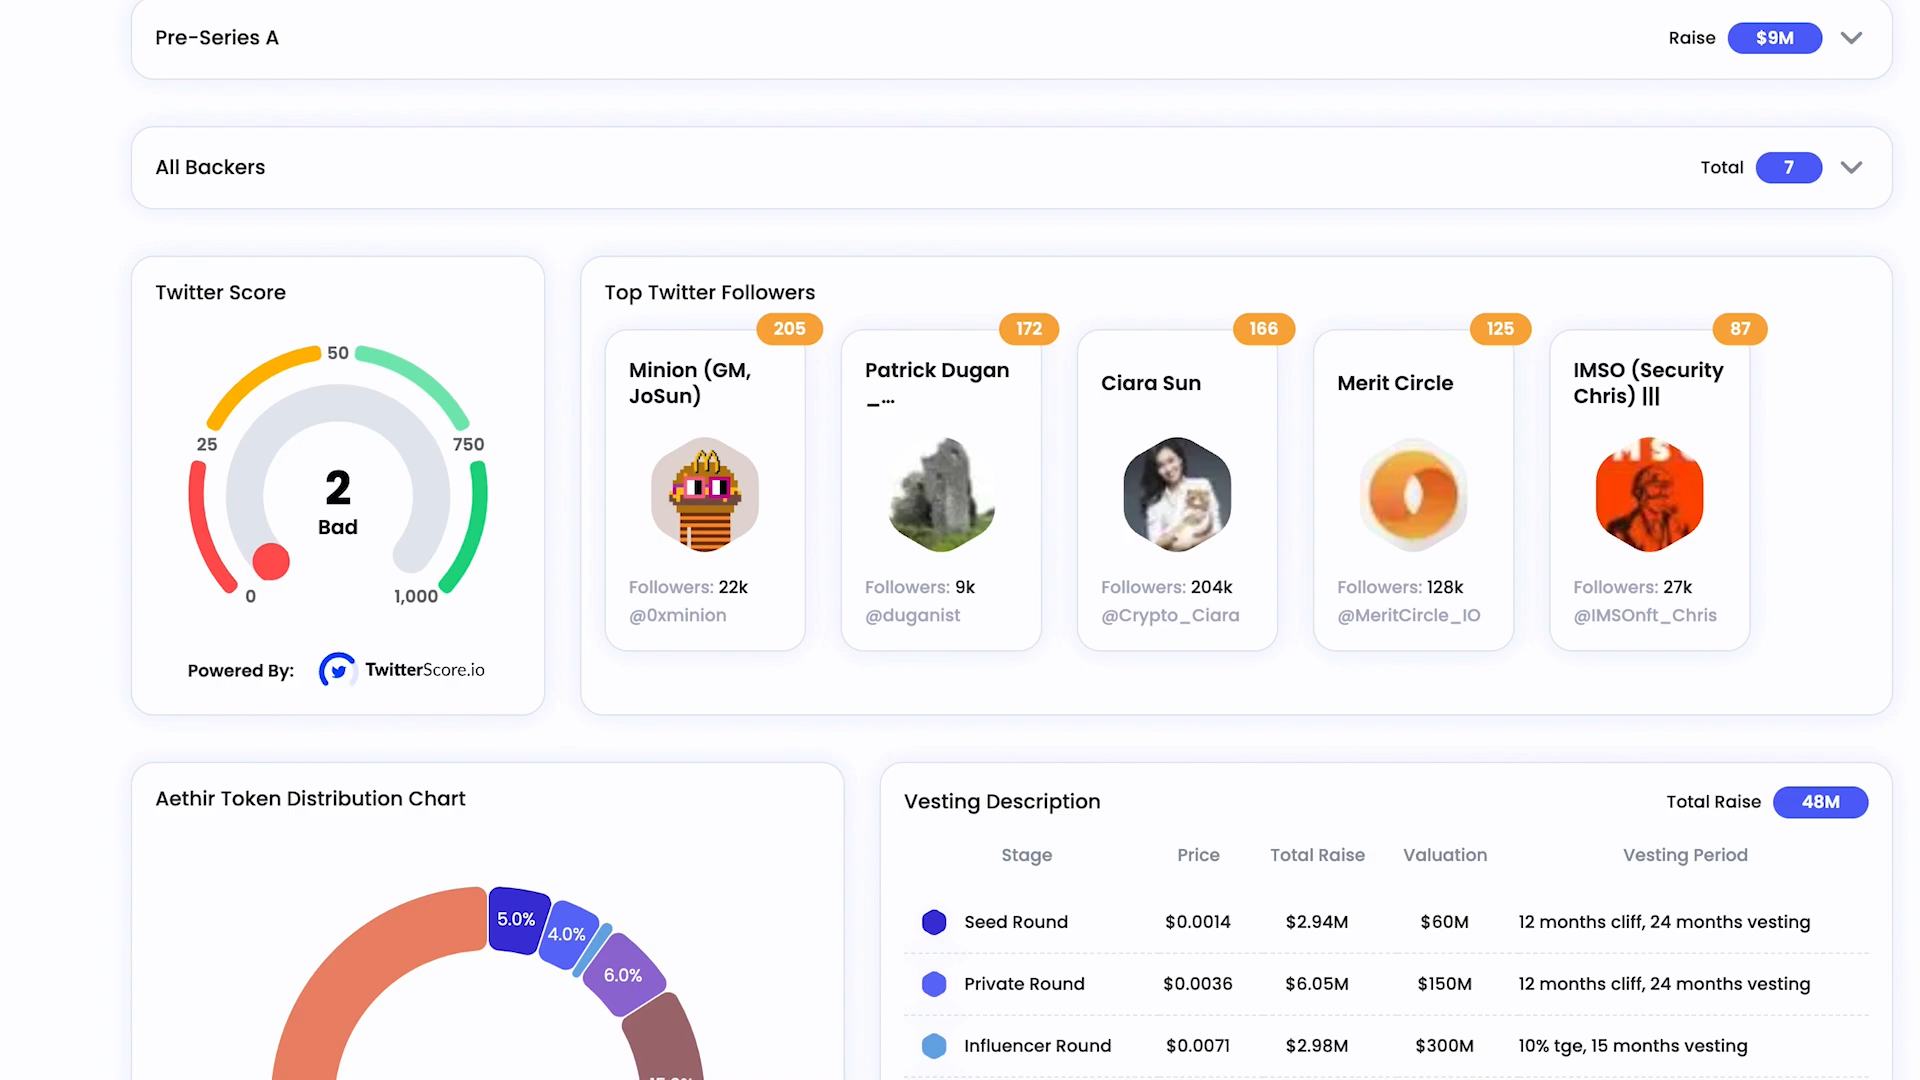 Pre-Series A
Raise $9M
All Backers
Total 7
Twitter Score
50
25
750
2
Bad
0
1,000
Powered By: TwitterScore.io
Top Twitter Followers
205
Minion (GM,
JoSun)
Followers: 22k
@0xminion
172
Patrick Dugan
_...
Followers: 9k
@duganist
166
Ciara Sun
Followers: 204k
@Crypto_Ciara
125
Merit Circle
Followers: 128k
@MeritCircle_IO
87
IMSO (Security
Chris) |||
Followers: 27k
@IMSOnft_Chris
Aethir Token Distribution Chart
5.0%
4.0%
6.0%
Vesting Description
Total Raise 48M
Stage Price Total Raise Valuation Vesting Period
Seed Round $0.0014 $2.94M $60M 12 months cliff, 24 months vesting
Private Round $0.0036 $6.05M $150M 12 months cliff, 24 months vesting
Influencer Round $0.0071 $2.98M $300M 10% tge, 15 months vesting